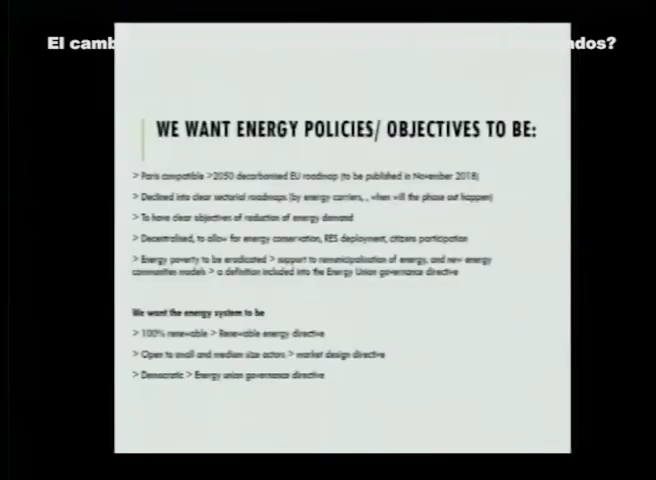 El camb ndos?
WE WANT ENERGY POLICIES/ OBJECTIVES TO BE:
> Paris compatible >2050 decarbonised EU roadmap (to be published in November 2018)
> Declined into clear sectorial roadmaps (by energy carriers, , when will the phase out happen)
> To have clear objectives of reduction of energy demand
> Decentralised, to allow for energy conservation, RES deployment, citizens participation
> Energy poverty to be eradicated > support to remunicipalisation of energy, and new energy
communities models > a definition included into the Energy Union governance directive
We want the energy system to be
> 100% renewable > Renewable energy directive
> Open to small and medium size actors > market design directive
> Democratic > Energy union governance directive